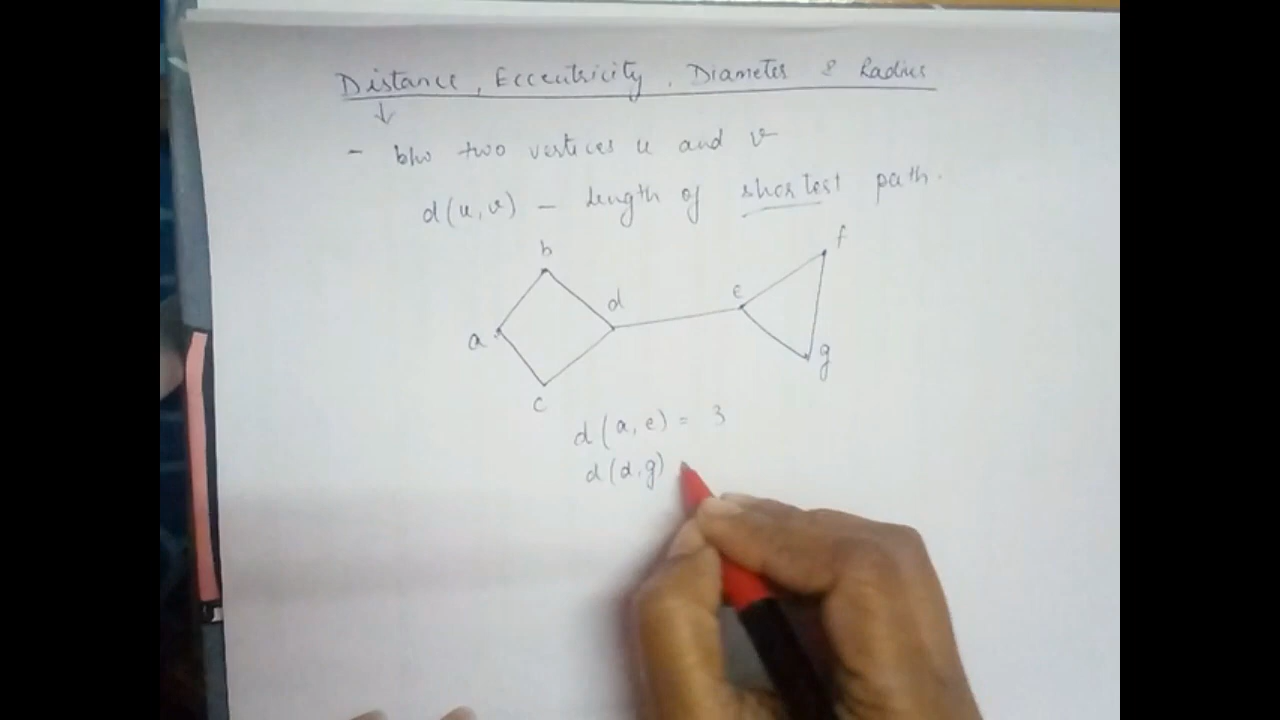 Distance, Eccentricity, Diameter & Radius
- b/w two vertices u and v
d(u,v) - length of shortest path.
b
f
d
e
a
g
c
d(a,e) = 3
d(d,g)